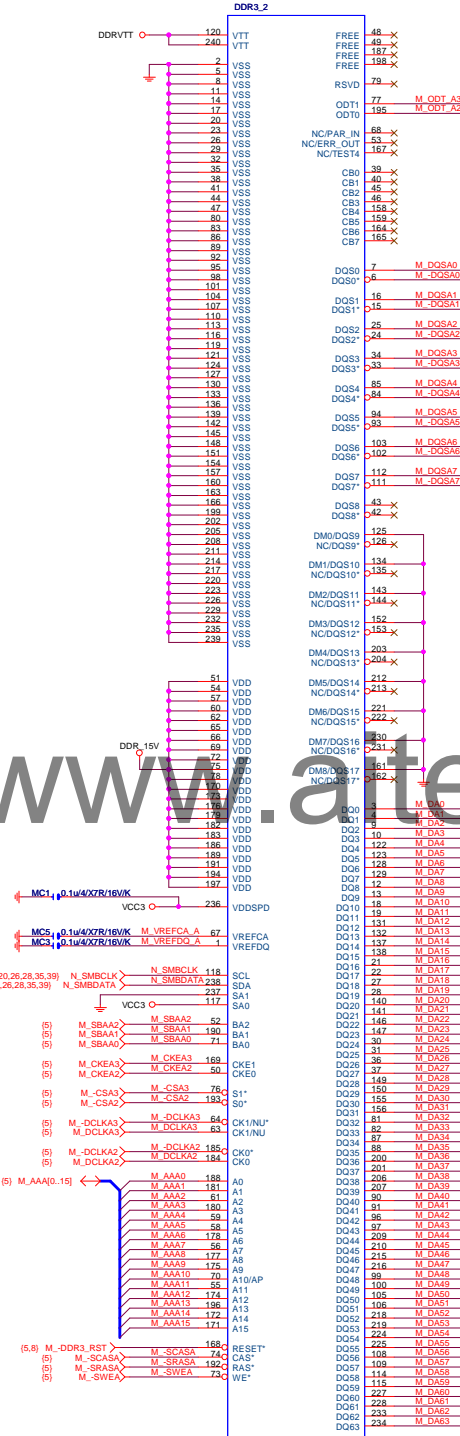 DDR3_2
DDRVTT 120 VTT
240 VTT
2 VSS
5 VSS
8 VSS
11 VSS
14 VSS
17 VSS
20 VSS
23 VSS
26 VSS
29 VSS
32 VSS
35 VSS
38 VSS
41 VSS
44 VSS
47 VSS
80 VSS
83 VSS
86 VSS
89 VSS
92 VSS
95 VSS
98 VSS
101 VSS
104 VSS
107 VSS
110 VSS
113 VSS
116 VSS
119 VSS
121 VSS
124 VSS
127 VSS
130 VSS
133 VSS
136 VSS
139 VSS
142 VSS
145 VSS
148 VSS
151 VSS
154 VSS
157 VSS
160 VSS
163 VSS
166 VSS
199 VSS
202 VSS
205 VSS
208 VSS
211 VSS
214 VSS
217 VSS
220 VSS
223 VSS
226 VSS
229 VSS
232 VSS
235 VSS
239 VSS
51 VDD
54 VDD
57 VDD
60 VDD
62 VDD
65 VDD
66 VDD
69 VDD
DDR_15V
72 VDD
75 VDD
78 VDD
170 VDD
173 VDD
176 VDD
179 VDD
182 VDD
183 VDD
186 VDD
189 VDD
191 VDD
194 VDD
197 VDD
MC1 0.1u/4/X7R/16V/K
VCC3 236 VDDSPD
MC5 0.1u/4/X7R/16V/K M_VREFCA_A 67 VREFCA
MC3 0.1u/4/X7R/16V/K M_VREFDQ_A 1 VREFDQ
20,26,28,35,39} N_SMBCLK N_SMBCLK 118 SCL
,26,28,35,39} N_SMBDATA N_SMBDATA 238 SDA
237 SA1
VCC3 117 SA0
{5} M_SBAA2 M_SBAA2 52 BA2
{5} M_SBAA1 M_SBAA1 190 BA1
{5} M_SBAA0 M_SBAA0 71 BA0
{5} M_CKEA3 M_CKEA3 169 CKE1
{5} M_CKEA2 M_CKEA2 50 CKE0
{5} M_-CSA3 M_-CSA3 76 S1*
{5} M_-CSA2 M_-CSA2 193 S0*
{5} M_-DCLKA3 M_-DCLKA3 64 CK1/NU*
{5} M_DCLKA3 M_DCLKA3 63 CK1/NU
{5} M_-DCLKA2 M_-DCLKA2 185 CK0*
{5} M_DCLKA2 M_DCLKA2 184 CK0
{5} M_AAA[0..15] M_AAA0 188 A0
M_AAA1 181 A1
M_AAA2 61 A2
M_AAA3 180 A3
M_AAA4 59 A4
M_AAA5 58 A5
M_AAA6 178 A6
M_AAA7 56 A7
M_AAA8 177 A8
M_AAA9 175 A9
M_AAA10 70 A10/AP
M_AAA11 55 A11
M_AAA12 174 A12
M_AAA13 196 A13
M_AAA14 172 A14
M_AAA15 171 A15
{5,8} M_-DDR3_RST 168 RESET*
{5} M_-SCASA M_-SCASA 74 CAS*
{5} M_-SRASA M_-SRASA 192 RAS*
{5} M_-SWEA M_-SWEA 73 WE*
FREE 48
FREE 49
FREE 187
FREE 198
RSVD 79
ODT1 77 M_ODT_A3
ODT0 195 M_ODT_A2
NC/PAR_IN 68
NC/ERR_OUT 53
NC/TEST4 167
CB0 39
CB1 40
CB2 45
CB3 46
CB4 158
CB5 159
CB6 164
CB7 165
DQS0 7 M_DQSA0
DQS0* 6 M_-DQSA0
DQS1 16 M_DQSA1
DQS1* 15 M_-DQSA1
DQS2 25 M_DQSA2
DQS2* 24 M_-DQSA2
DQS3 34 M_DQSA3
DQS3* 33 M_-DQSA3
DQS4 85 M_DQSA4
DQS4* 84 M_-DQSA4
DQS5 94 M_DQSA5
DQS5* 93 M_-DQSA5
DQS6 103 M_DQSA6
DQS6* 102 M_-DQSA6
DQS7 112 M_DQSA7
DQS7* 111 M_-DQSA7
DQS8 43
DQS8* 42
DM0/DQS9 125
NC/DQS9* 126
DM1/DQS10 134
NC/DQS10* 135
DM2/DQS11 143
NC/DQS11* 144
DM3/DQS12 152
NC/DQS12* 153
DM4/DQS13 203
NC/DQS13* 204
DM5/DQS14 212
NC/DQS14* 213
DM6/DQS15 221
NC/DQS15* 222
DM7/DQS16 230
NC/DQS16* 231
DM8/DQS17 161
NC/DQS17* 162
DQ0 3 M_DA0
DQ1 4 M_DA1
DQ2 9 M_DA2
DQ3 10 M_DA3
DQ4 122 M_DA4
DQ5 123 M_DA5
DQ6 128 M_DA6
DQ7 129 M_DA7
DQ8 12 M_DA8
DQ9 13 M_DA9
DQ10 18 M_DA10
DQ11 19 M_DA11
DQ12 131 M_DA12
DQ13 132 M_DA13
DQ14 137 M_DA14
DQ15 138 M_DA15
DQ16 21 M_DA16
DQ17 22 M_DA17
DQ18 27 M_DA18
DQ19 28 M_DA19
DQ20 140 M_DA20
DQ21 141 M_DA21
DQ22 146 M_DA22
DQ23 147 M_DA23
DQ24 30 M_DA24
DQ25 31 M_DA25
DQ26 36 M_DA26
DQ27 37 M_DA27
DQ28 149 M_DA28
DQ29 150 M_DA29
DQ30 155 M_DA30
DQ31 156 M_DA31
DQ32 81 M_DA32
DQ33 82 M_DA33
DQ34 87 M_DA34
DQ35 88 M_DA35
DQ36 200 M_DA36
DQ37 201 M_DA37
DQ38 206 M_DA38
DQ39 207 M_DA39
DQ40 90 M_DA40
DQ41 91 M_DA41
DQ42 96 M_DA42
DQ43 97 M_DA43
DQ44 209 M_DA44
DQ45 210 M_DA45
DQ46 215 M_DA46
DQ47 216 M_DA47
DQ48 99 M_DA48
DQ49 100 M_DA49
DQ50 105 M_DA50
DQ51 106 M_DA51
DQ52 218 M_DA52
DQ53 219 M_DA53
DQ54 224 M_DA54
DQ55 225 M_DA55
DQ56 108 M_DA56
DQ57 109 M_DA57
DQ58 114 M_DA58
DQ59 115 M_DA59
DQ60 227 M_DA60
DQ61 228 M_DA61
DQ62 233 M_DA62
DQ63 234 M_DA63
www.aite